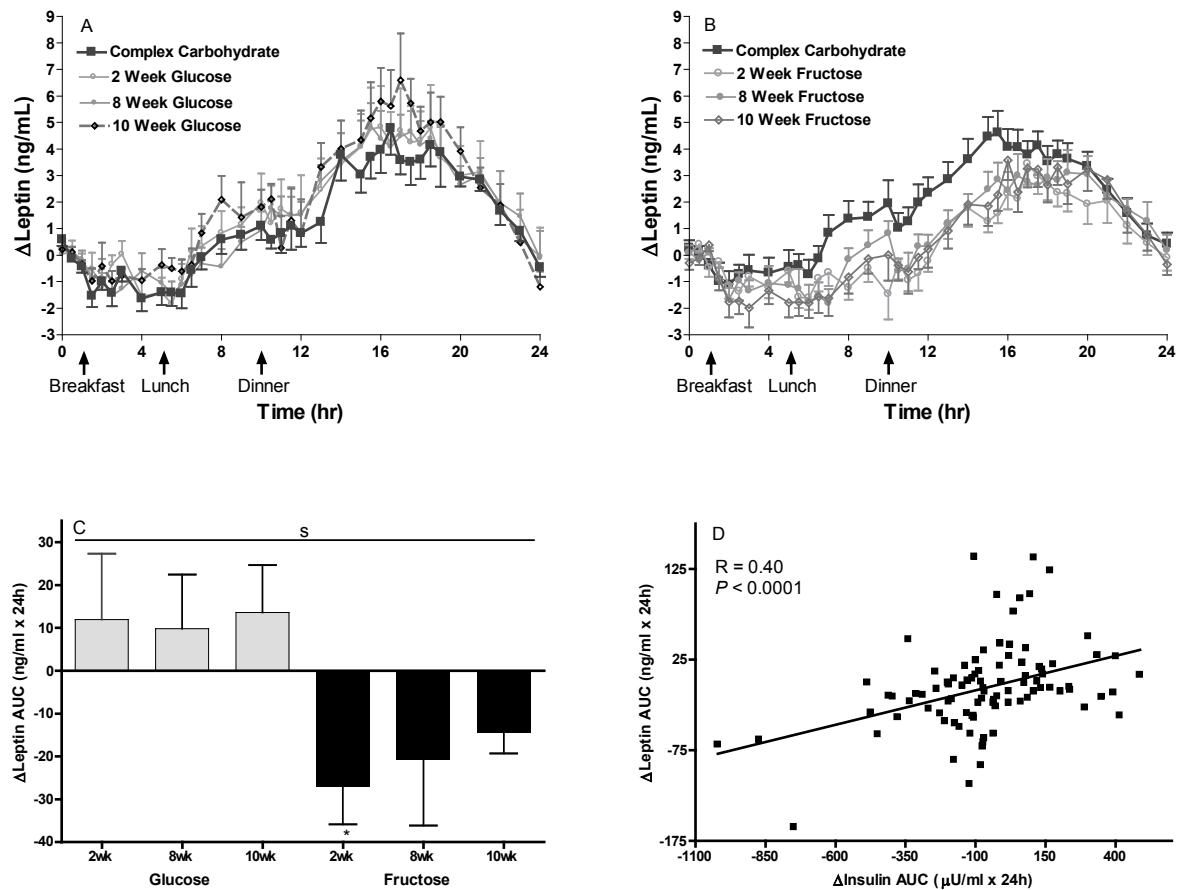 A
Complex Carbohydrate
2 Week Glucose
8 Week Glucose
10 Week Glucose
ΔLeptin (ng/mL)
9
8
7
6
5
4
3
2
1
0
-1
-2
-3
0 4 8 12 16 20 24
Breakfast Lunch Dinner
Time (hr)
B
Complex Carbohydrate
2 Week Fructose
8 Week Fructose
10 Week Fructose
ΔLeptin (ng/mL)
9
8
7
6
5
4
3
2
1
0
-1
-2
-3
0 4 8 12 16 20 24
Breakfast Lunch Dinner
Time (hr)
C
s
ΔLeptin AUC (ng/ml x 24h)
30
20
10
0
-10
-20
-30
-40
*
2wk 8wk 10wk 2wk 8wk 10wk
Glucose Fructose
D
R = 0.40
P < 0.0001
ΔLeptin AUC (ng/ml x 24h)
125
25
-75
-175
-1100 -850 -600 -350 -100 150 400
ΔInsulin AUC (μU/ml x 24h)